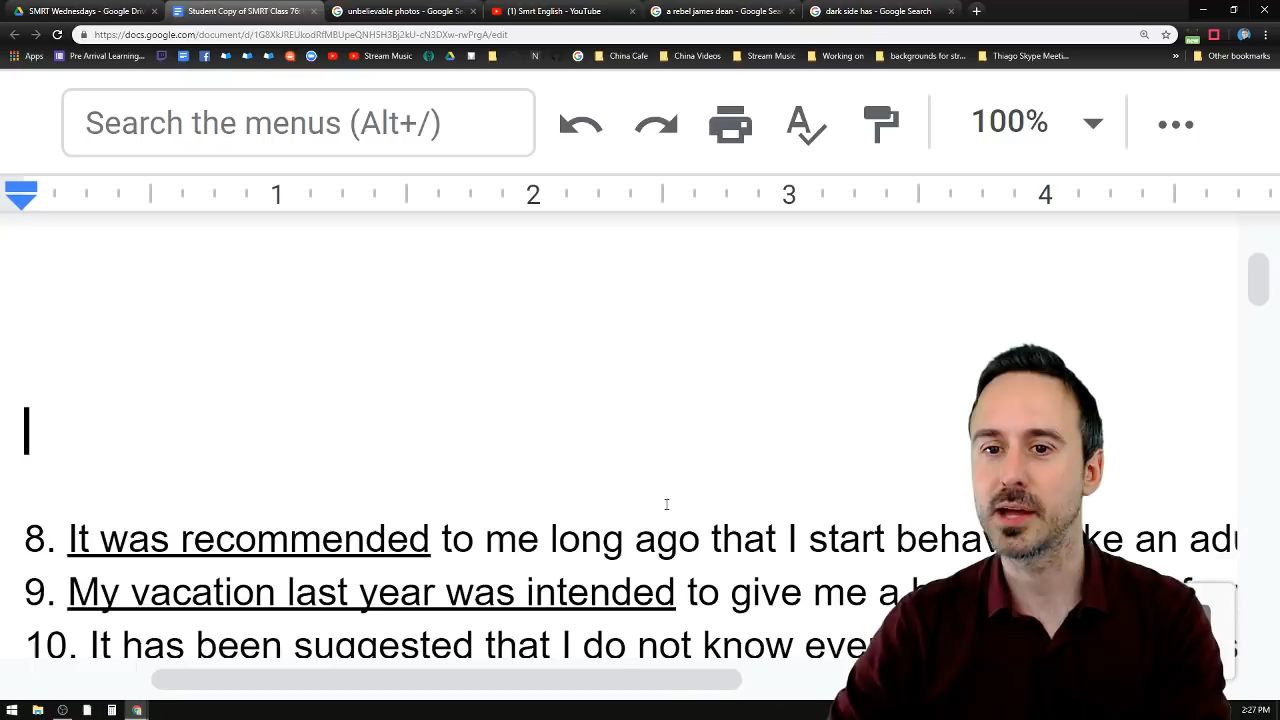 SMRT Wednesdays - Google Driv
Student Copy of SMRT Class 76:
unbelievable photos - Google Se
(1) Smrt English - YouTube
a rebel james dean - Google Sea
dark side has - Google Search
https://docs.google.com/document/d/
/edit
Apps
Pre Arrival Learning...
Stream Music
China Cafe
China Videos
Stream Music
Working on
backgrounds for str...
Thiago Skype Meeti...
Other bookmarks
Search the menus (Alt+/)
100%
1 2 3 4
8. It was recommended to me long ago that I start behav ke an adu
9. My vacation last year was intended to give me a
10. It has been suggested that I do not know eve
2:27 PM